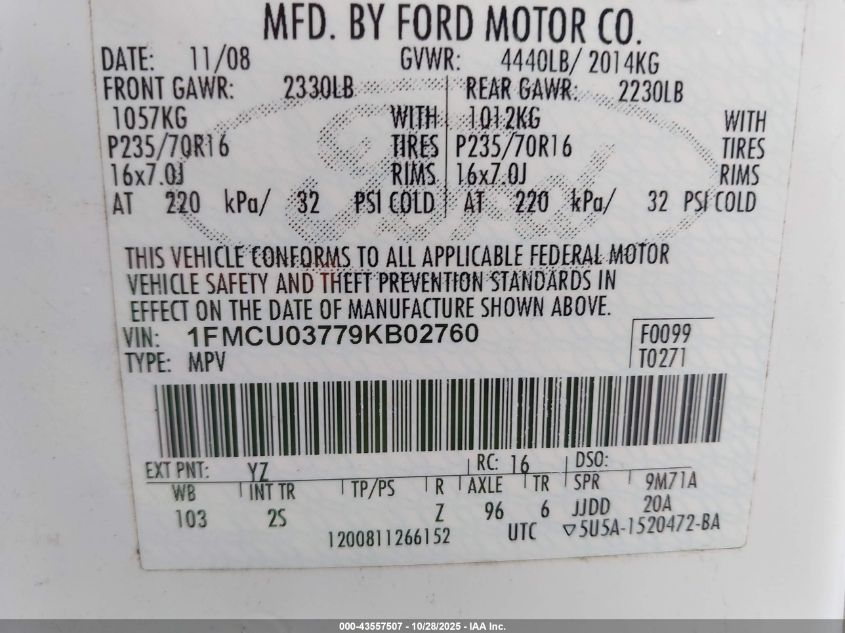 MFD. BY FORD MOTOR CO.
DATE: 11/08 GVWR: 4440LB/ 2014KG
FRONT GAWR: 2330LB REAR GAWR: 2230LB
1057KG WITH 1012KG WITH
P235/70R16 TIRES P235/70R16 TIRES
16x7.0J RIMS 16x7.0J RIMS
AT 220 kPa/ 32 PSI COLD AT 220 kPa/ 32 PSI COLD
THIS VEHICLE CONFORMS TO ALL APPLICABLE FEDERAL MOTOR
VEHICLE SAFETY AND THEFT PREVENTION STANDARDS IN
EFFECT ON THE DATE OF MANUFACTURE SHOWN ABOVE.
VIN: 1FMCU03779KB02760 F0099
TYPE: MPV T0271
EXT PNT: YZ RC: 16 DSO:
WB INT TR TP/PS R AXLE TR SPR 9M71A
103 2S Z 96 6 JJDD 20A
1200811266152 UTC ▽5U5A-1520472-BA
000-43557507 - 10/28/2025 - IAA Inc.